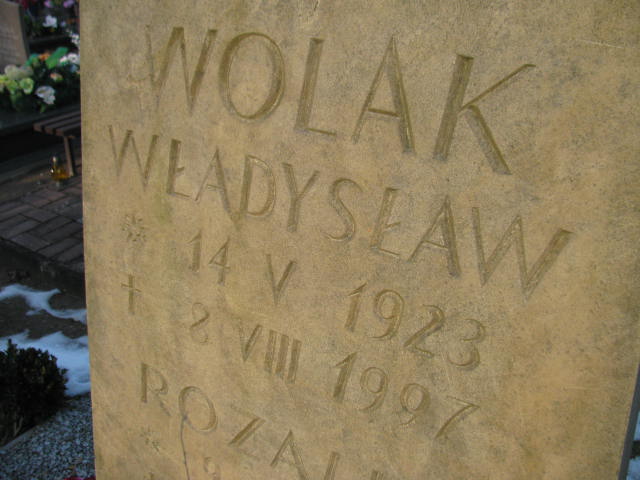 WOLAK
WŁADYSŁAW
* 14 V 1923
+ 8 VIII 1997